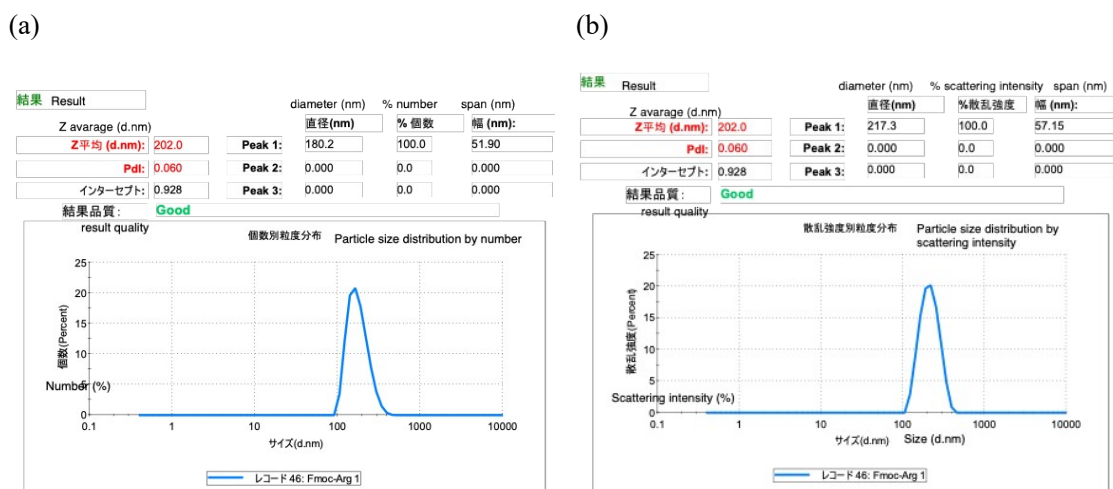 (a)
結果 Result
diameter (nm) % number span (nm)
Z avarage (d.nm)
直径(nm) % 個数 幅 (nm):
Z平均 (d.nm): 202.0 Peak 1: 180.2 100.0 51.90
PdI: 0.060 Peak 2: 0.000 0.0 0.000
インターセプト: 0.928 Peak 3: 0.000 0.0 0.000
結果品質: Good
result quality
個数別粒度分布 Particle size distribution by number
個数(Percent)
Number (%)
25
20
15
10
5
0
0.1 1 10 100 1000 10000
サイズ(d.nm)
レコード 46: Fmoc-Arg 1
(b)
結果 Result
diameter (nm) % scattering intensity span (nm)
Z avarage (d.nm)
直径(nm) %散乱強度 幅 (nm):
Z平均 (d.nm): 202.0 Peak 1: 217.3 100.0 57.15
PdI: 0.060 Peak 2: 0.000 0.0 0.000
インターセプト: 0.928 Peak 3: 0.000 0.0 0.000
結果品質: Good
result quality
散乱強度別粒度分布 Particle size distribution by
scattering intensity
散乱強度(Percent)
Scattering intensity (%)
25
20
15
10
5
0
0.1 1 10 100 1000 10000
サイズ(d.nm) Size (d.nm)
レコード 46: Fmoc-Arg 1